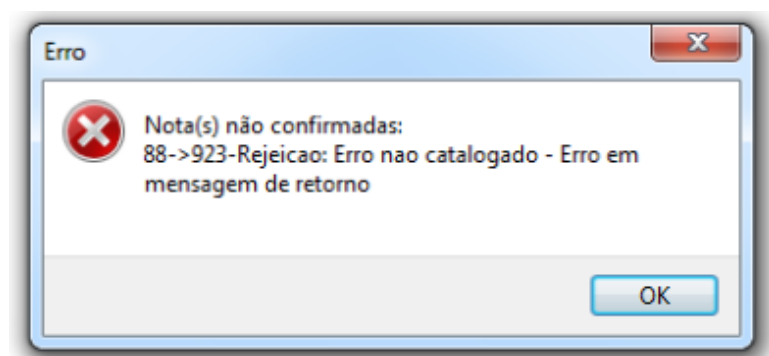 Erro
Nota(s) não confirmadas:
88->923-Rejeicao: Erro nao catalogado - Erro em
mensagem de retorno
OK